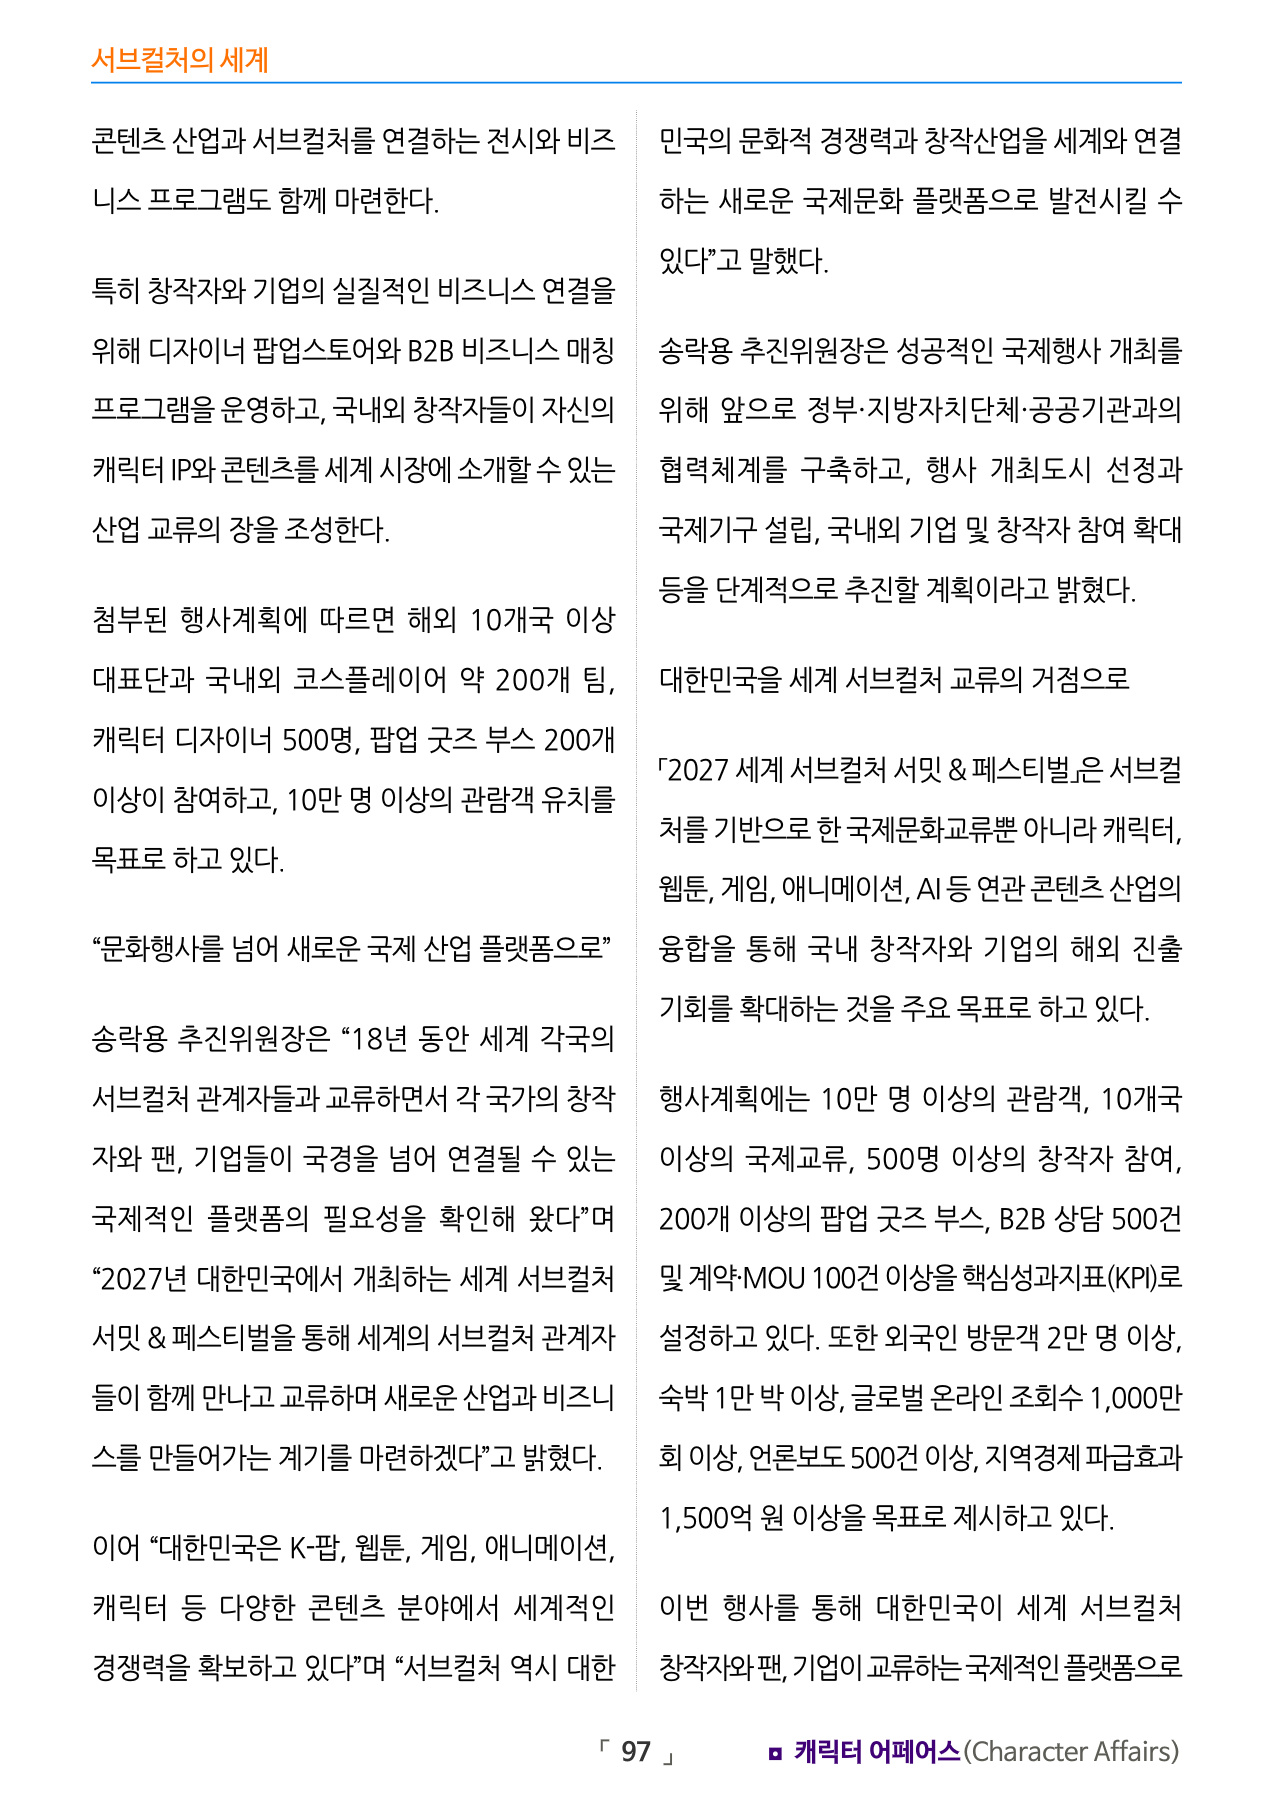 서브컬처의 세계
콘텐츠 산업과 서브컬처를 연결하는 전시와 비즈
니스 프로그램도 함께 마련한다.
특히 창작자와 기업의 실질적인 비즈니스 연결을
위해 디자이너 팝업스토어와 B2B 비즈니스 매칭
프로그램을 운영하고, 국내외 창작자들이 자신의
캐릭터 IP와 콘텐츠를 세계 시장에 소개할 수 있는
산업 교류의 장을 조성한다.
첨부된 행사계획에 따르면 해외 10개국 이상
대표단과 국내외 코스플레이어 약 200개 팀,
캐릭터 디자이너 500명, 팝업 굿즈 부스 200개
이상이 참여하고, 10만 명 이상의 관람객 유치를
목표로 하고 있다.
“문화행사를 넘어 새로운 국제 산업 플랫폼으로”
송락용 추진위원장은 “18년 동안 세계 각국의
서브컬처 관계자들과 교류하면서 각 국가의 창작
자와 팬, 기업들이 국경을 넘어 연결될 수 있는
국제적인 플랫폼의 필요성을 확인해 왔다”며
“2027년 대한민국에서 개최하는 세계 서브컬처
서밋 & 페스티벌을 통해 세계의 서브컬처 관계자
들이 함께 만나고 교류하며 새로운 산업과 비즈니
스를 만들어가는 계기를 마련하겠다”고 밝혔다.
이어 “대한민국은 K-팝, 웹툰, 게임, 애니메이션,
캐릭터 등 다양한 콘텐츠 분야에서 세계적인
경쟁력을 확보하고 있다”며 “서브컬처 역시 대한
민국의 문화적 경쟁력과 창작산업을 세계와 연결
하는 새로운 국제문화 플랫폼으로 발전시킬 수
있다”고 말했다.
송락용 추진위원장은 성공적인 국제행사 개최를
위해 앞으로 정부·지방자치단체·공공기관과의
협력체계를 구축하고, 행사 개최도시 선정과
국제기구 설립, 국내외 기업 및 창작자 참여 확대
등을 단계적으로 추진할 계획이라고 밝혔다.
대한민국을 세계 서브컬처 교류의 거점으로
「2027 세계 서브컬처 서밋 & 페스티벌」은 서브컬
처를 기반으로 한 국제문화교류뿐 아니라 캐릭터,
웹툰, 게임, 애니메이션, AI 등 연관 콘텐츠 산업의
융합을 통해 국내 창작자와 기업의 해외 진출
기회를 확대하는 것을 주요 목표로 하고 있다.
행사계획에는 10만 명 이상의 관람객, 10개국
이상의 국제교류, 500명 이상의 창작자 참여,
200개 이상의 팝업 굿즈 부스, B2B 상담 500건
및 계약·MOU 100건 이상을 핵심성과지표(KPI)로
설정하고 있다. 또한 외국인 방문객 2만 명 이상,
숙박 1만 박 이상, 글로벌 온라인 조회수 1,000만
회 이상, 언론보도 500건 이상, 지역경제 파급효과
1,500억 원 이상을 목표로 제시하고 있다.
이번 행사를 통해 대한민국이 세계 서브컬처
창작자와 팬, 기업이 교류하는 국제적인 플랫폼으로
「 97 」
캐릭터 어페어스(Character Affairs)